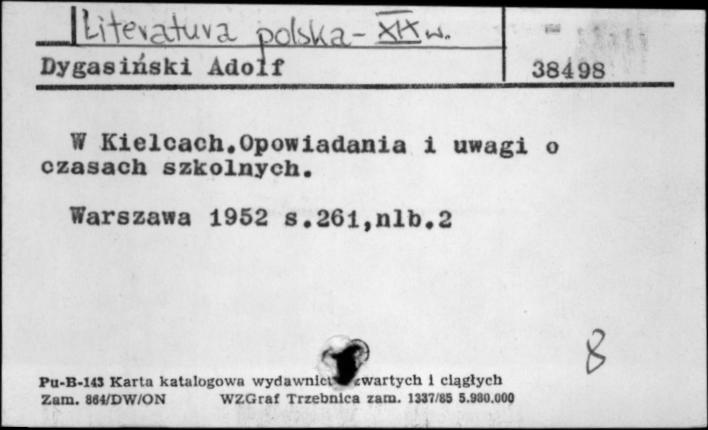 Literatura polska - XIX w.
Dygasiński Adolf 38498
W Kielcach.Opowiadania i uwagi o
czasach szkolnych.
Warszawa 1952 s.261,nlb.2
8
Pu-B-143 Karta katalogowa wydawnict zwartych i ciągłych
Zam. 864/DW/ON WZGraf Trzebnica zam. 1337/85 5.980.000